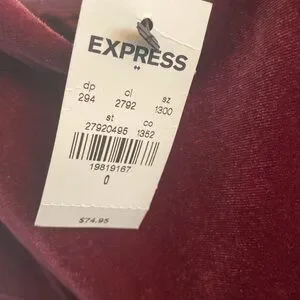 EXPRESS
dp cl sz
294 2792 1300
st co
27920495 1352
19819167
0
$74.95